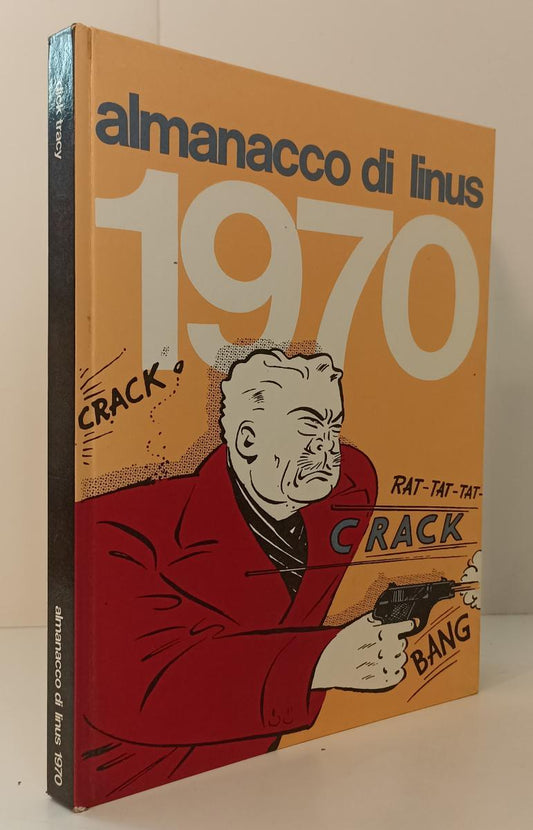 dick tracy
almanacco di linus 1970
almanacco di linus
1970
CRACK
RAT-TAT-TAT-
CRACK
BANG